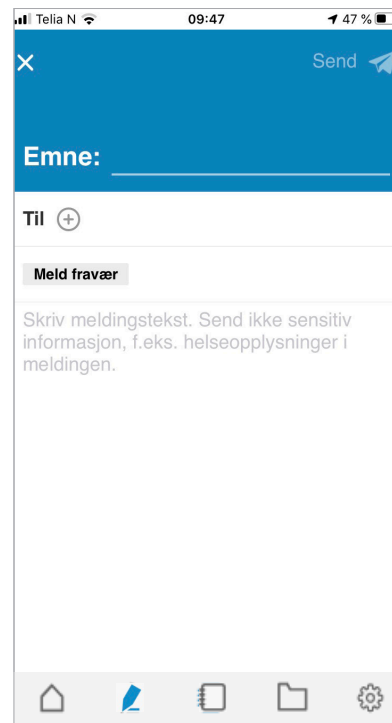 Telia N 09:47 47 %
Send
Emne:
Til
Meld fravær
Skriv meldingstekst. Send ikke sensitiv
informasjon, f.eks. helseopplysninger i
meldingen.